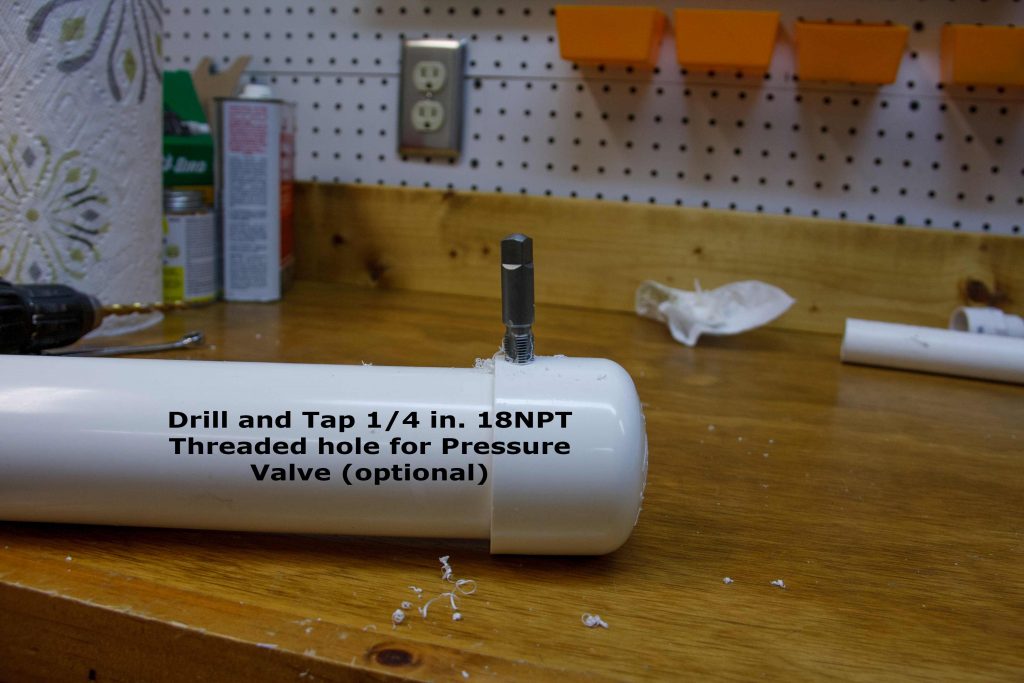 Drill and Tap 1/4 in. 18NPT
Threaded hole for Pressure
Valve (optional)